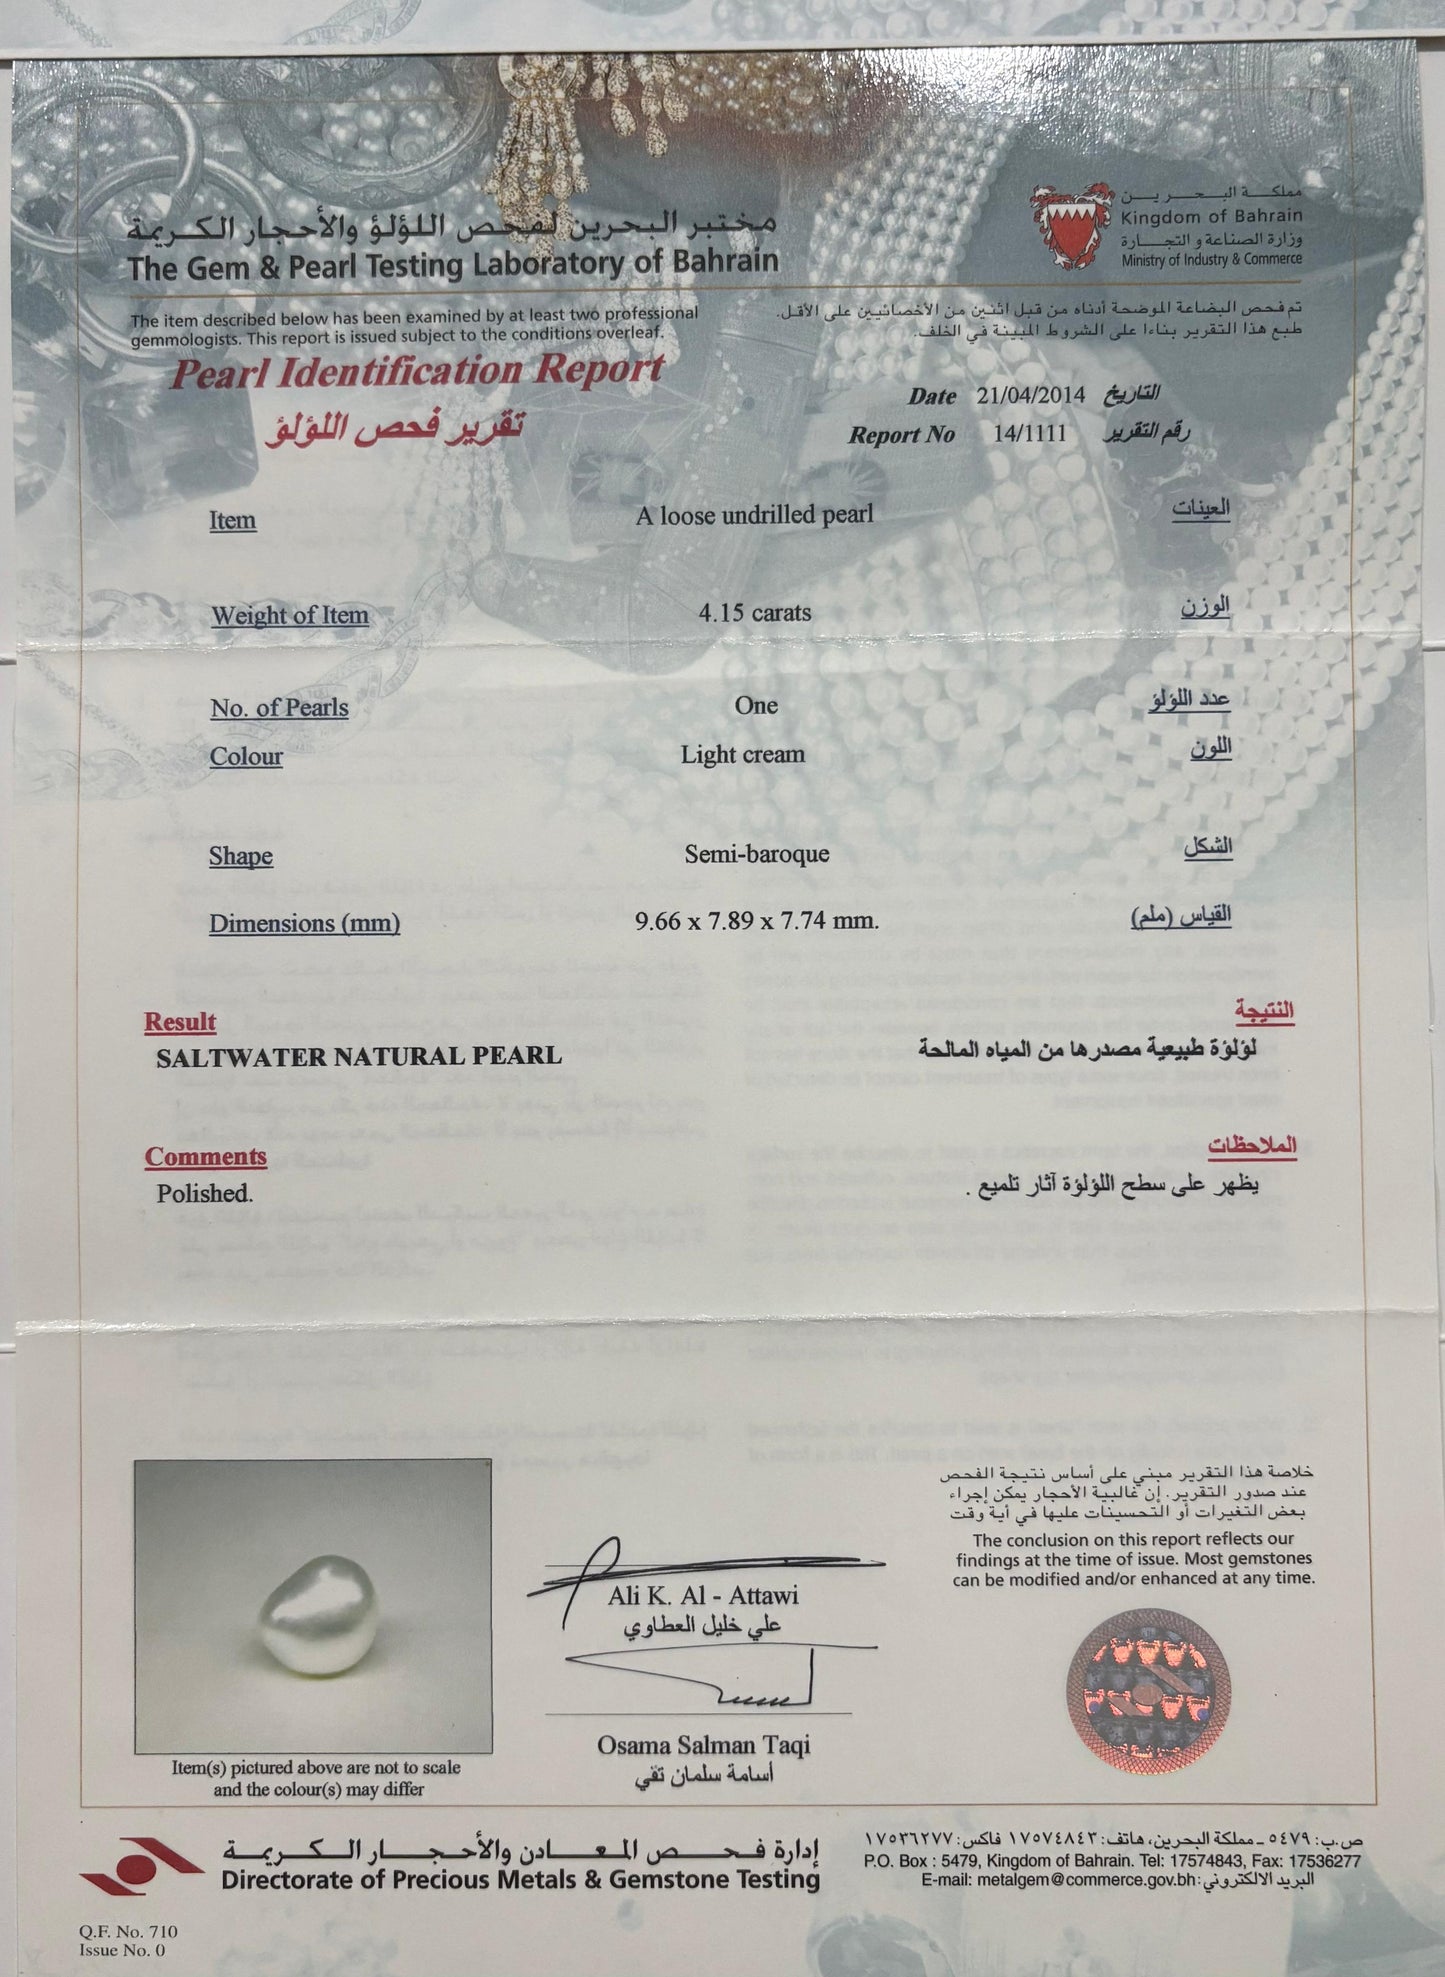 مختبر البحرين لفحص اللؤلؤ والأحجار الكريمة
The Gem & Pearl Testing Laboratory of Bahrain
مملكة البحرين
Kingdom of Bahrain
وزارة الصناعة و التجارة
Ministry of Industry & Commerce
The item described below has been examined by at least two professional
gemmologists. This report is issued subject to the conditions overleaf.
تم فحص البضاعة الموضحة أدناه من قبل اثنين من الأخصائيين على الأقل.
طبع هذا التقرير بناءا على الشروط المبينة في الخلف.
Pearl Identification Report
تقرير فحص اللؤلؤ
Date 21/04/2014 التاريخ
Report No 14/1111 رقم التقرير
Item A loose undrilled pearl العينات
Weight of Item 4.15 carats الوزن
No. of Pearls One عدد اللؤلؤ
Colour Light cream اللون
Shape Semi-baroque الشكل
Dimensions (mm) 9.66 x 7.89 x 7.74 mm. القياس (ملم)
Result النتيجة
SALTWATER NATURAL PEARL لؤلؤة طبيعية مصدرها من المياه المالحة
Comments الملاحظات
Polished. يظهر على سطح اللؤلؤة آثار تلميع .
Item(s) pictured above are not to scale
and the colour(s) may differ
Ali K. Al - Attawi
علي خليل العطاوي
Osama Salman Taqi
أسامة سلمان تقي
خلاصة هذا التقرير مبني على أساس نتيجة الفحص
عند صدور التقرير. إن غالبية الأحجار يمكن إجراء
بعض التغيرات أو التحسينات عليها في أية وقت
The conclusion on this report reflects our
findings at the time of issue. Most gemstones
can be modified and/or enhanced at any time.
إدارة فحص المعادن والأحجار الكريمة
Directorate of Precious Metals & Gemstone Testing
ص.ب: ٥٤٧٩ - مملكة البحرين، هاتف: ١٧٥٧٤٨٤٣ فاكس: ١٧٥٣٦٢٧٧
P.O. Box : 5479, Kingdom of Bahrain. Tel: 17574843, Fax: 17536277
E-mail: metalgem@commerce.gov.bh :البريد الالكتروني
Q.F. No. 710
Issue No. 0